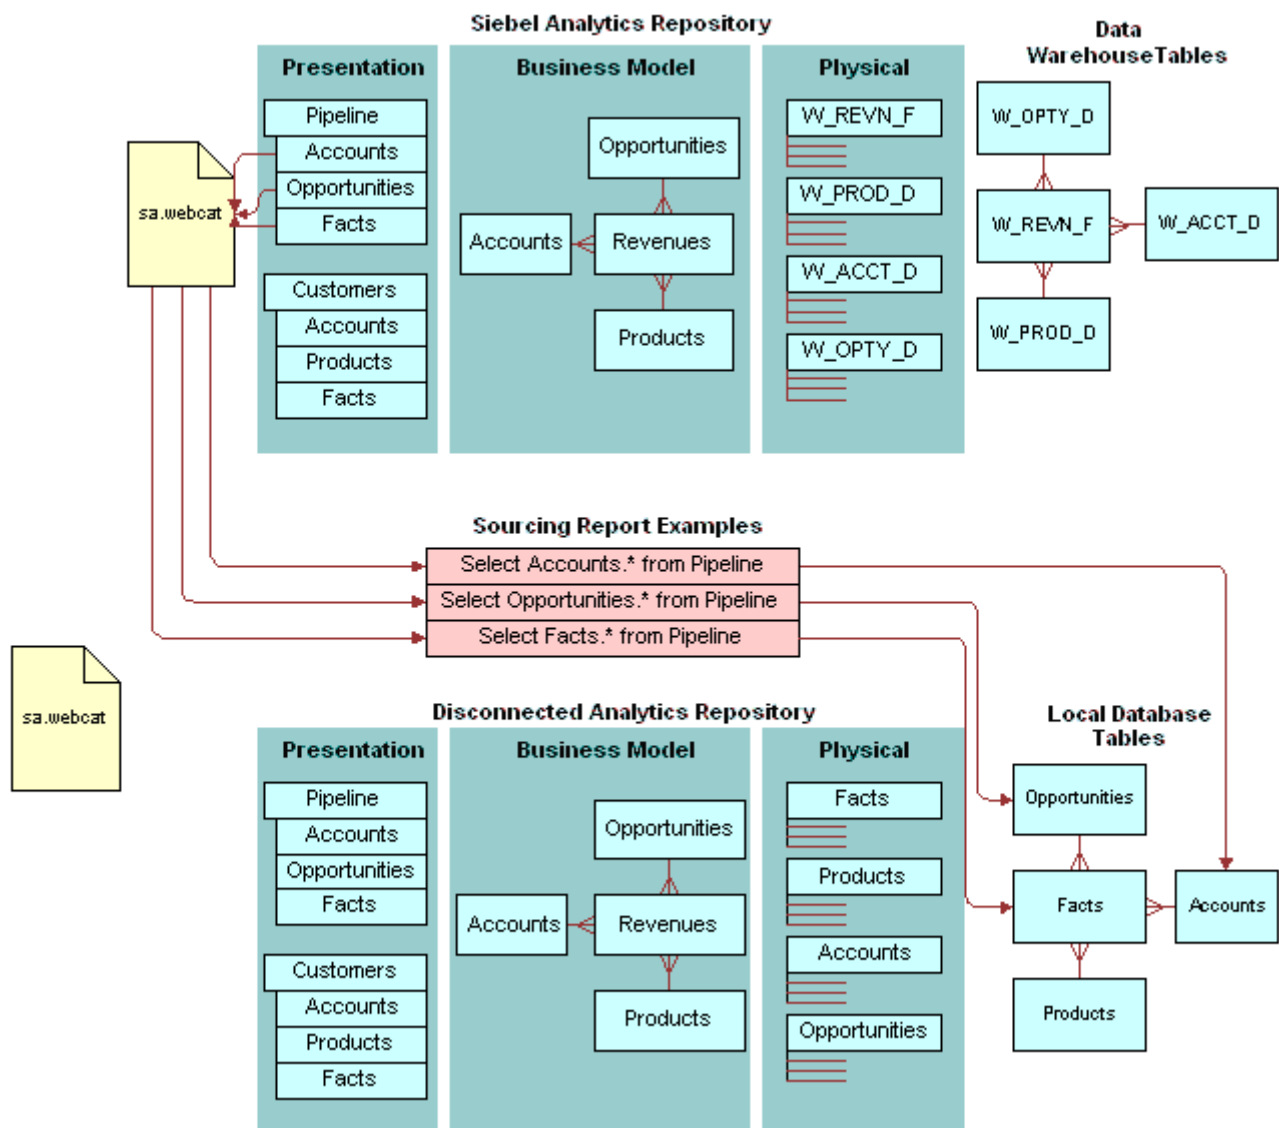 Siebel Analytics Repository
Data
WarehouseTables
Presentation
Business Model
Physical
Pipeline
Accounts
Opportunities
Facts
Customers
Accounts
Products
Facts
sa.webcat
Opportunities
Accounts
Revenues
Products
W_REVN_F
W_PROD_D
W_ACCT_D
W_OPTY_D
W_OPTY_D
W_REVN_F
W_ACCT_D
W_PROD_D
Sourcing Report Examples
Select Accounts.* from Pipeline
Select Opportunities.* from Pipeline
Select Facts.* from Pipeline
sa.webcat
Disconnected Analytics Repository
Local Database
Tables
Presentation
Business Model
Physical
Pipeline
Accounts
Opportunities
Facts
Customers
Accounts
Products
Facts
Opportunities
Accounts
Revenues
Products
Facts
Products
Accounts
Opportunities
Opportunities
Facts
Accounts
Products